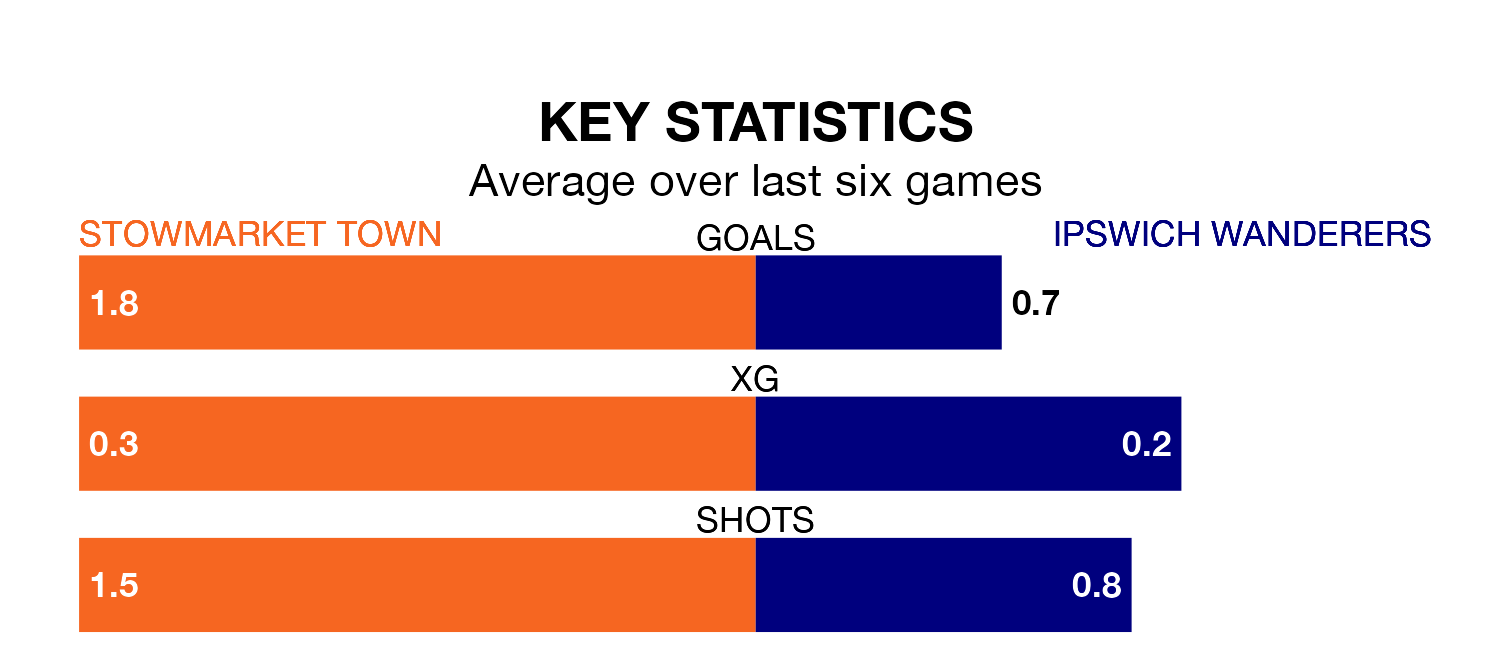 KEY STATISTICS
Average over last six games
STOWMARKET TOWN
GOALS
IPSWICH WANDERERS
1.8
0.7
XG
0.3
0.2
SHOTS
1.5
0.8